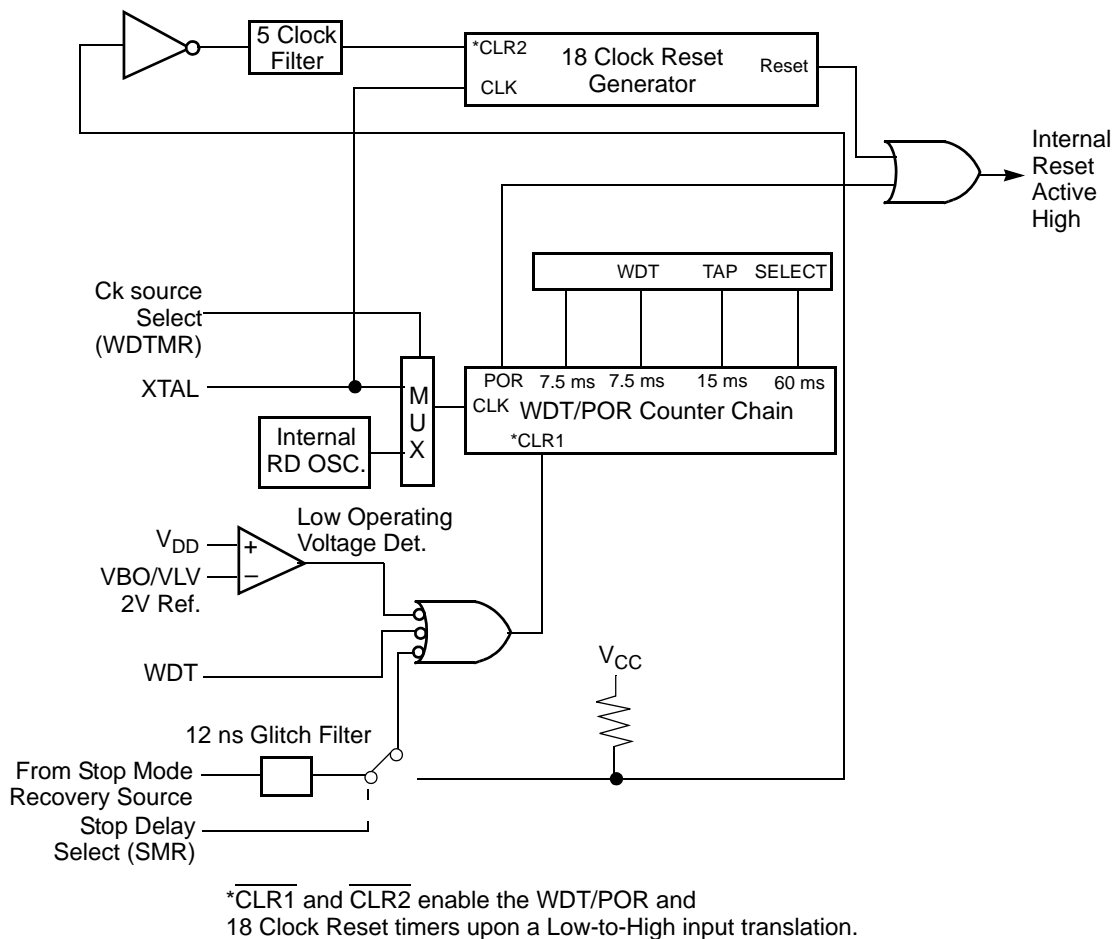 5 Clock
Filter
*CLR2
18 Clock Reset
Generator
Reset
CLK
Internal
Reset
Active
High
WDT TAP SELECT
Ck source
Select
(WDTMR)
XTAL
M
U
X
POR 7.5 ms 7.5 ms 15 ms 60 ms
CLK
WDT/POR Counter Chain
*CLR1
Internal
RD OSC.
Low Operating
Voltage Det.
VDD
+
VBO/VLV
–
2V Ref.
WDT
VCC
12 ns Glitch Filter
From Stop Mode
Recovery Source
Stop Delay
Select (SMR)
*CLR1 and CLR2 enable the WDT/POR and
18 Clock Reset timers upon a Low-to-High input translation.